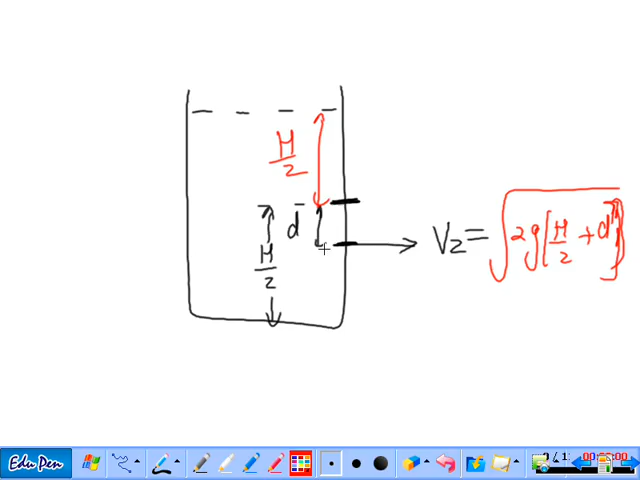 H/2
d
H/2
V₂ = √2g[H/2 + d]
Edu Pen